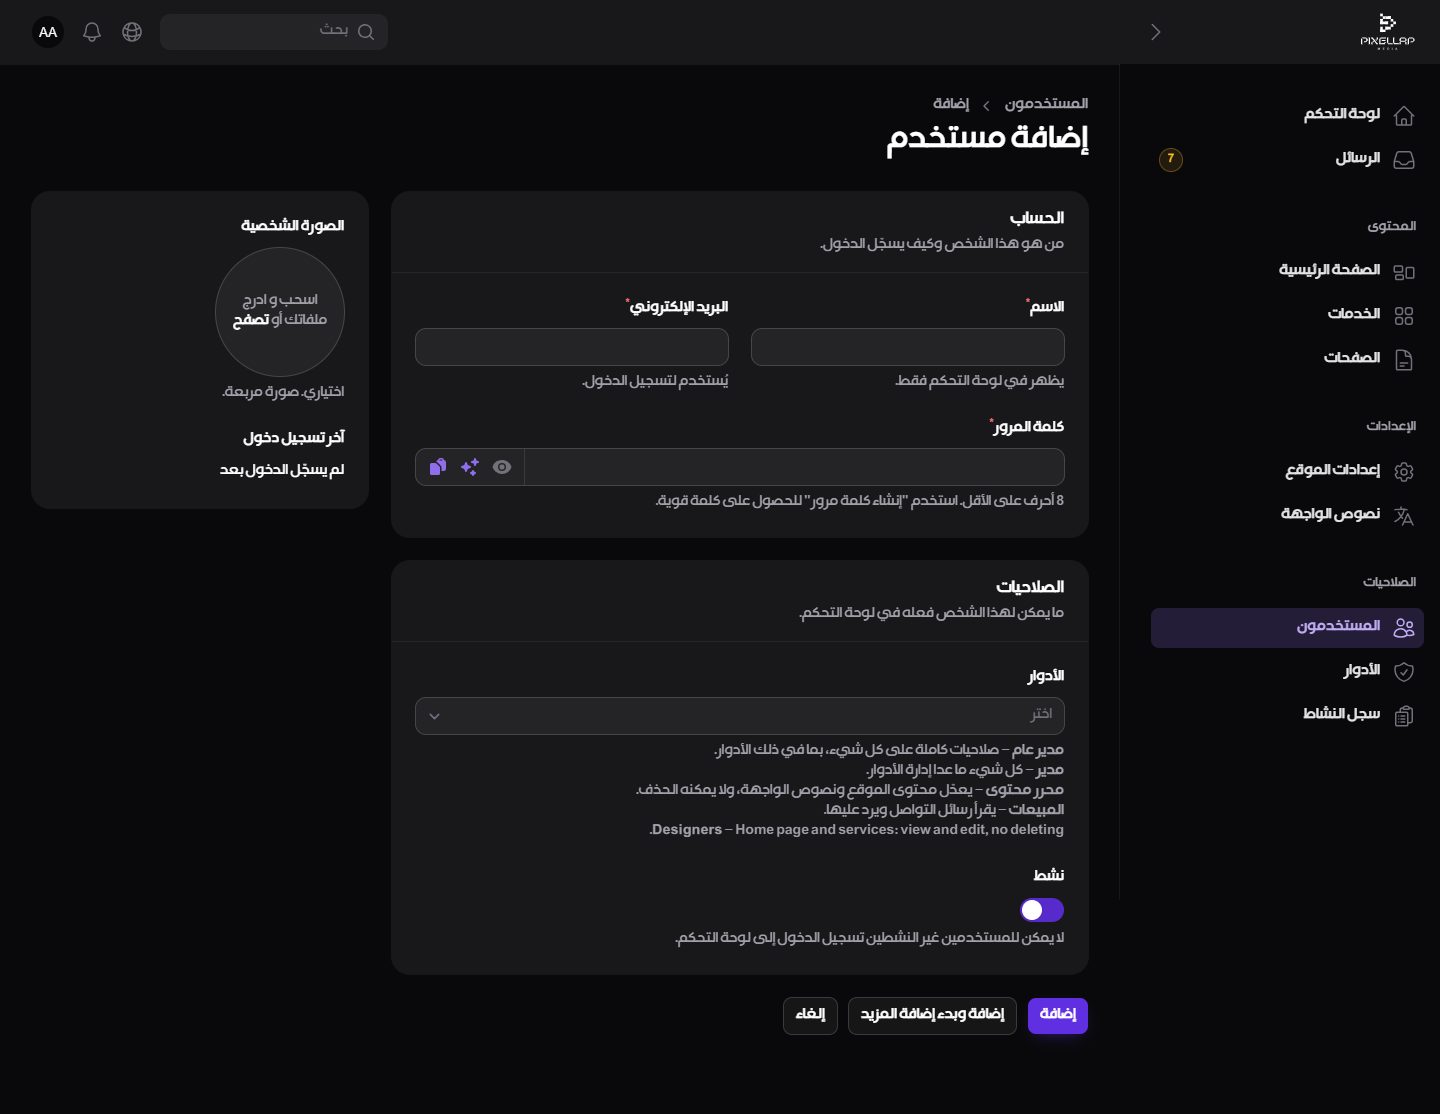 PIXELLAP
MEDIA
بحث
AA
لوحة التحكم
الرسائل
7
المحتوى
الصفحة الرئيسية
الخدمات
الصفحات
الإعدادات
إعدادات الموقع
نصوص الواجهة
الصلاحيات
المستخدمون
الأدوار
سجل النشاط
المستخدمون › إضافة
إضافة مستخدم
الحساب
من هو هذا الشخص وكيف يسجّل الدخول.
الاسم*
يظهر في لوحة التحكم فقط.
البريد الإلكتروني*
يُستخدم لتسجيل الدخول.
كلمة المرور*
8 أحرف على الأقل. استخدم "إنشاء كلمة مرور" للحصول على كلمة قوية.
الصلاحيات
ما يمكن لهذا الشخص فعله في لوحة التحكم.
الأدوار
اختر
مدير عام – صلاحيات كاملة على كل شيء، بما في ذلك الأدوار.
مدير – كل شيء ما عدا إدارة الأدوار.
محرر محتوى – يعدّل محتوى الموقع ونصوص الواجهة، ولا يمكنه الحذف.
المبيعات – يقرأ رسائل التواصل ويرد عليها.
Designers – Home page and services: view and edit, no deleting.
نشط
لا يمكن للمستخدمين غير النشطين تسجيل الدخول إلى لوحة التحكم.
إضافة
إضافة وبدء إضافة المزيد
إلغاء
الصورة الشخصية
اسحب و ادرج
ملفاتك أو تصفح
اختياري. صورة مربعة.
آخر تسجيل دخول
لم يسجّل الدخول بعد